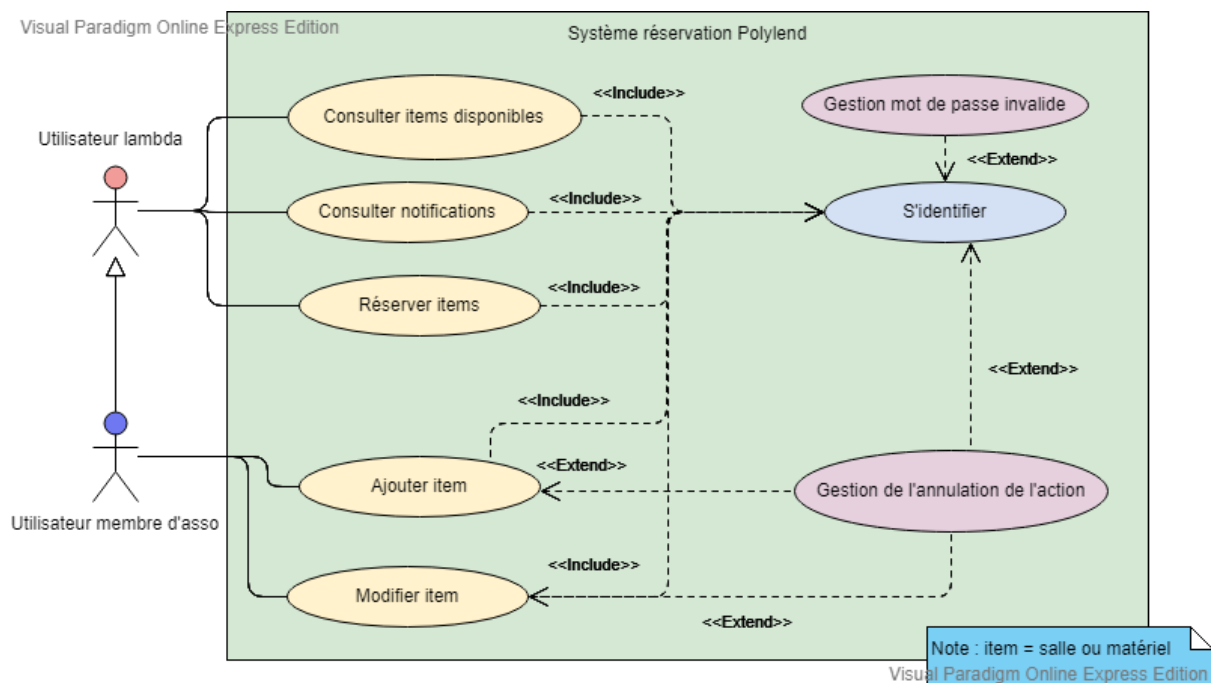 Visual Paradigm Online Express Edition
Système réservation Polylend
Utilisateur lambda
Consulter items disponibles
<<Include>>
Gestion mot de passe invalide
<<Extend>>
Consulter notifications
<<Include>>
S'identifier
Réserver items
<<Include>>
<<Extend>>
<<Include>>
Utilisateur membre d'asso
Ajouter item
<<Extend>>
Gestion de l'annulation de l'action
Modifier item
<<Include>>
<<Extend>>
Note : item = salle ou matériel
Visual Paradigm Online Express Edition